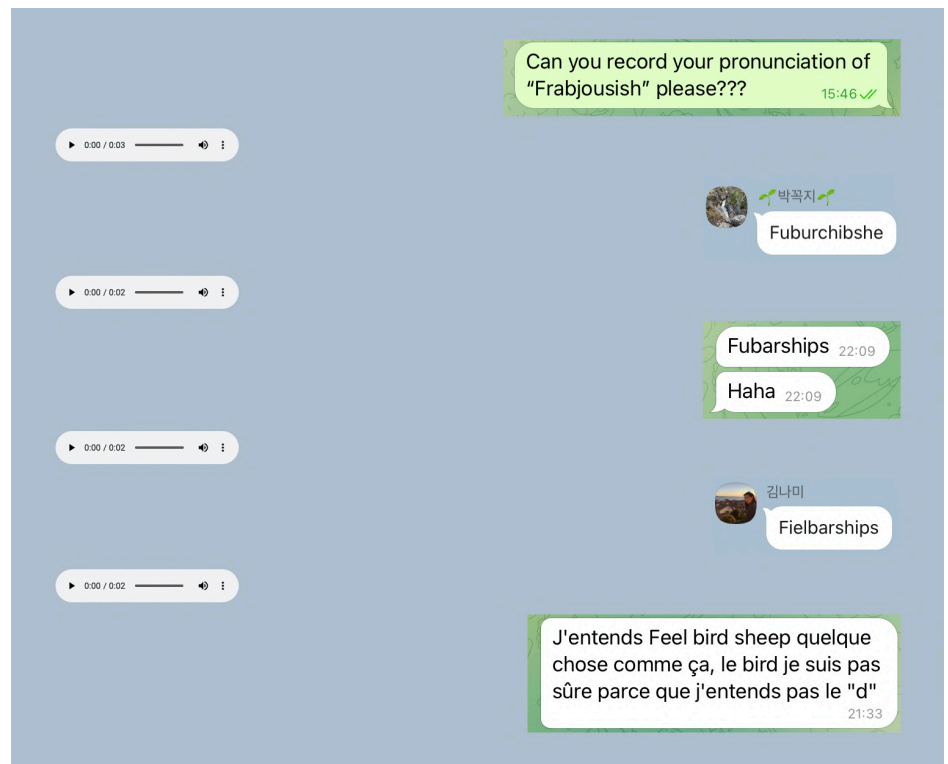 Can you record your pronunciation of
“Frabjousish” please???
15:46
0:00 / 0:03
🌱박꼭지🌱
Fuburchibshe
0:00 / 0:02
Fubarships 22:09
Haha 22:09
0:00 / 0:02
김나미
Fielbarships
0:00 / 0:02
J'entends Feel bird sheep quelque
chose comme ça, le bird je suis pas
sûre parce que j'entends pas le "d"
21:33